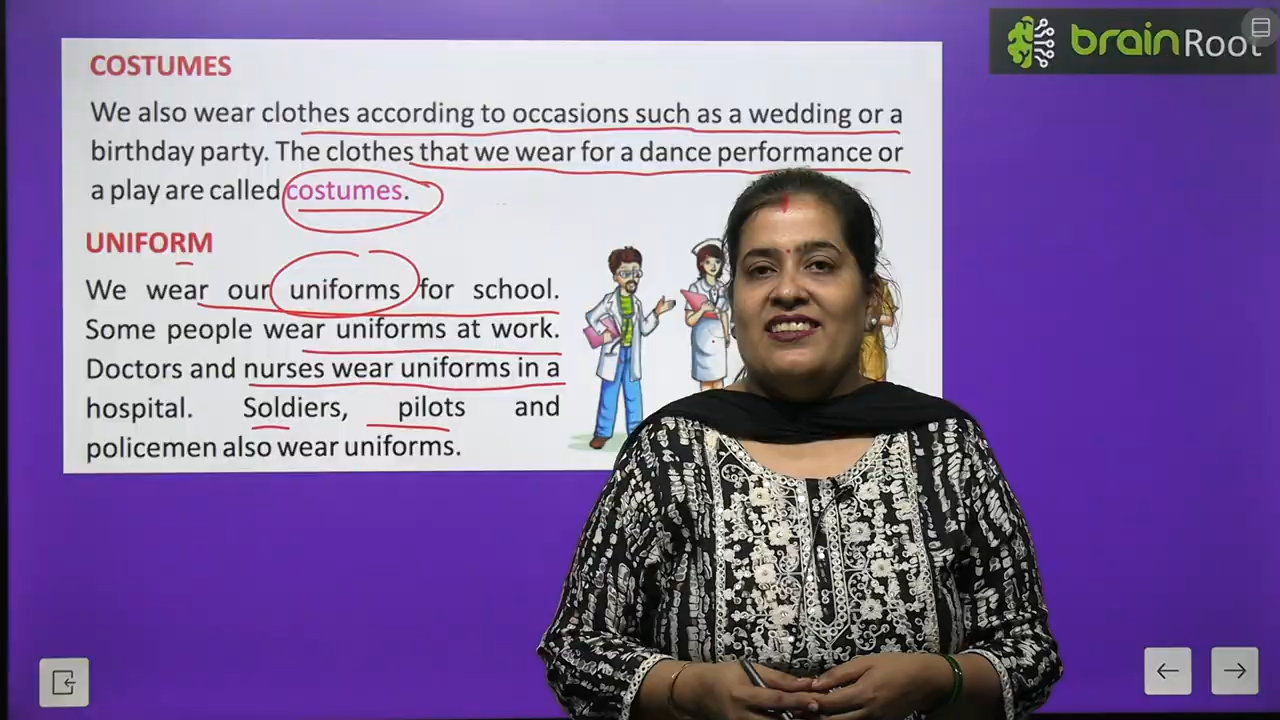 brainRoot
COSTUMES
We also wear clothes according to occasions such as a wedding or a
birthday party. The clothes that we wear for a dance performance or
a play are called costumes.
UNIFORM
We wear our uniforms for school.
Some people wear uniforms at work.
Doctors and nurses wear uniforms in a
hospital. Soldiers, pilots and
policemen also wear uniforms.